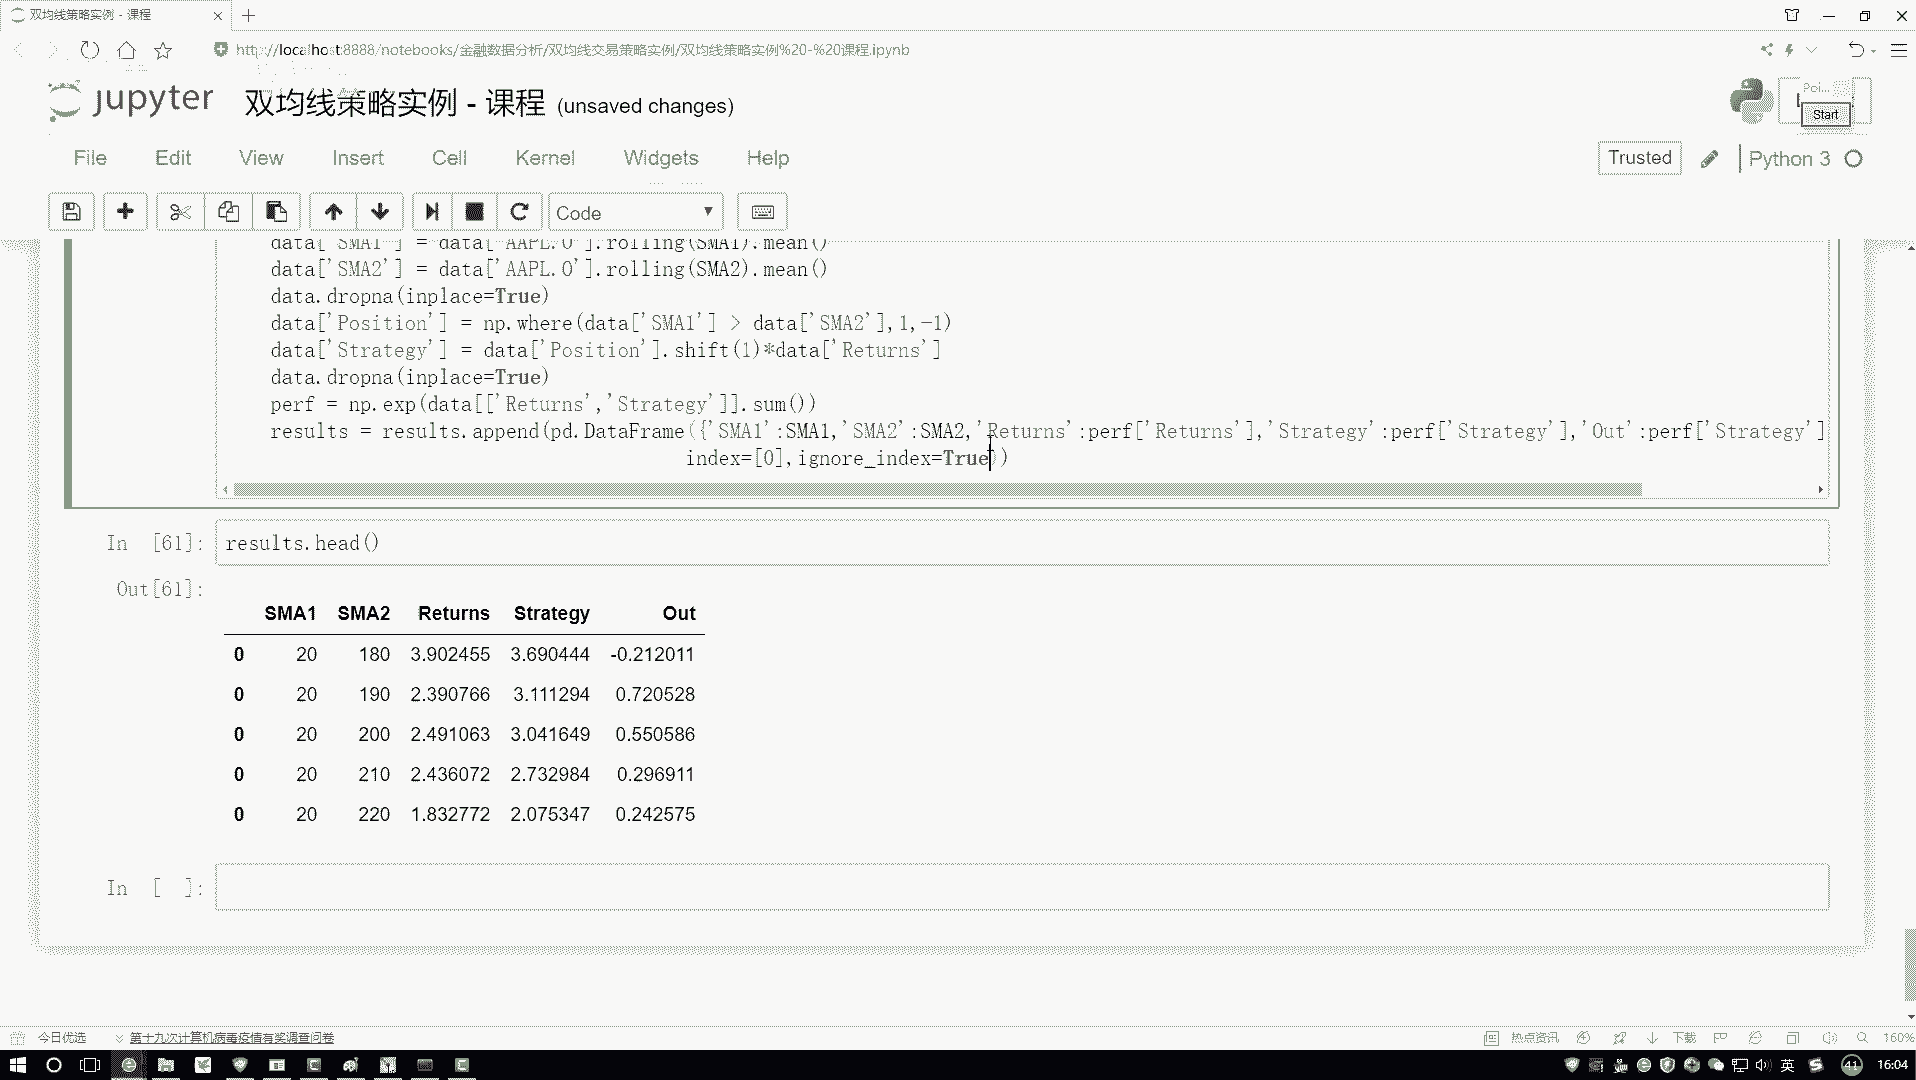 双均线策略实例 - 课程
http://localhost:8888/notebooks/金融数据分析/双均线交易策略实例/双均线策略实例%20-%20课程.ipynb
jupyter 双均线策略实例 - 课程 (unsaved changes)
Poi...
Start
File Edit View Insert Cell Kernel Widgets Help
Trusted Python 3
Code
data['SMA1'] = data['AAPL.O'].rolling(SMA1).mean()
data['SMA2'] = data['AAPL.O'].rolling(SMA2).mean()
data.dropna(inplace=True)
data['Position'] = np.where(data['SMA1'] > data['SMA2'],1,-1)
data['Strategy'] = data['Position'].shift(1)*data['Returns']
data.dropna(inplace=True)
perf = np.exp(data[['Returns','Strategy']].sum())
results = results.append(pd.DataFrame({'SMA1':SMA1,'SMA2':SMA2,'Returns':perf['Returns'],'Strategy':perf['Strategy'],'Out':perf['Strategy']
index=[0],ignore_index=True))
In [61]: results.head()
Out[61]:
SMA1 SMA2 Returns Strategy Out
0 20 180 3.902455 3.690444 -0.212011
0 20 190 2.390766 3.111294 0.720528
0 20 200 2.491063 3.041649 0.550586
0 20 210 2.436072 2.732984 0.296911
0 20 220 1.832772 2.075347 0.242575
In [ ]:
今日优选 第十九次计算机病毒疫情有奖调查问卷 热点资讯 下载 160%
英 41 16:04